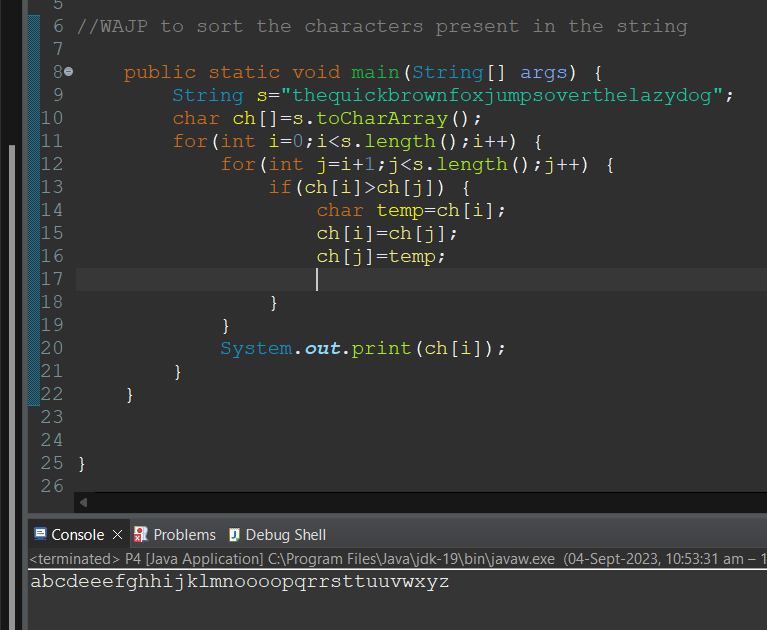 5
6 //WAJP to sort the characters present in the string
7
8 public static void main(String[] args) {
9 String s="thequickbrownfoxjumpsoverthelazydog";
10 char ch[]=s.toCharArray();
11 for(int i=0;i<s.length();i++) {
12 for(int j=i+1;j<s.length();j++) {
13 if(ch[i]>ch[j]) {
14 char temp=ch[i];
15 ch[i]=ch[j];
16 ch[j]=temp;
17
18 }
19 }
20 System.out.print(ch[i]);
21 }
22 }
23
24
25 }
26
Console Problems Debug Shell
<terminated> P4 [Java Application] C:\Program Files\Java\jdk-19\bin\javaw.exe (04-Sept-2023, 10:53:31 am – 1
abcdeeefghhijklmnoooopqrrsttuuvwxyz